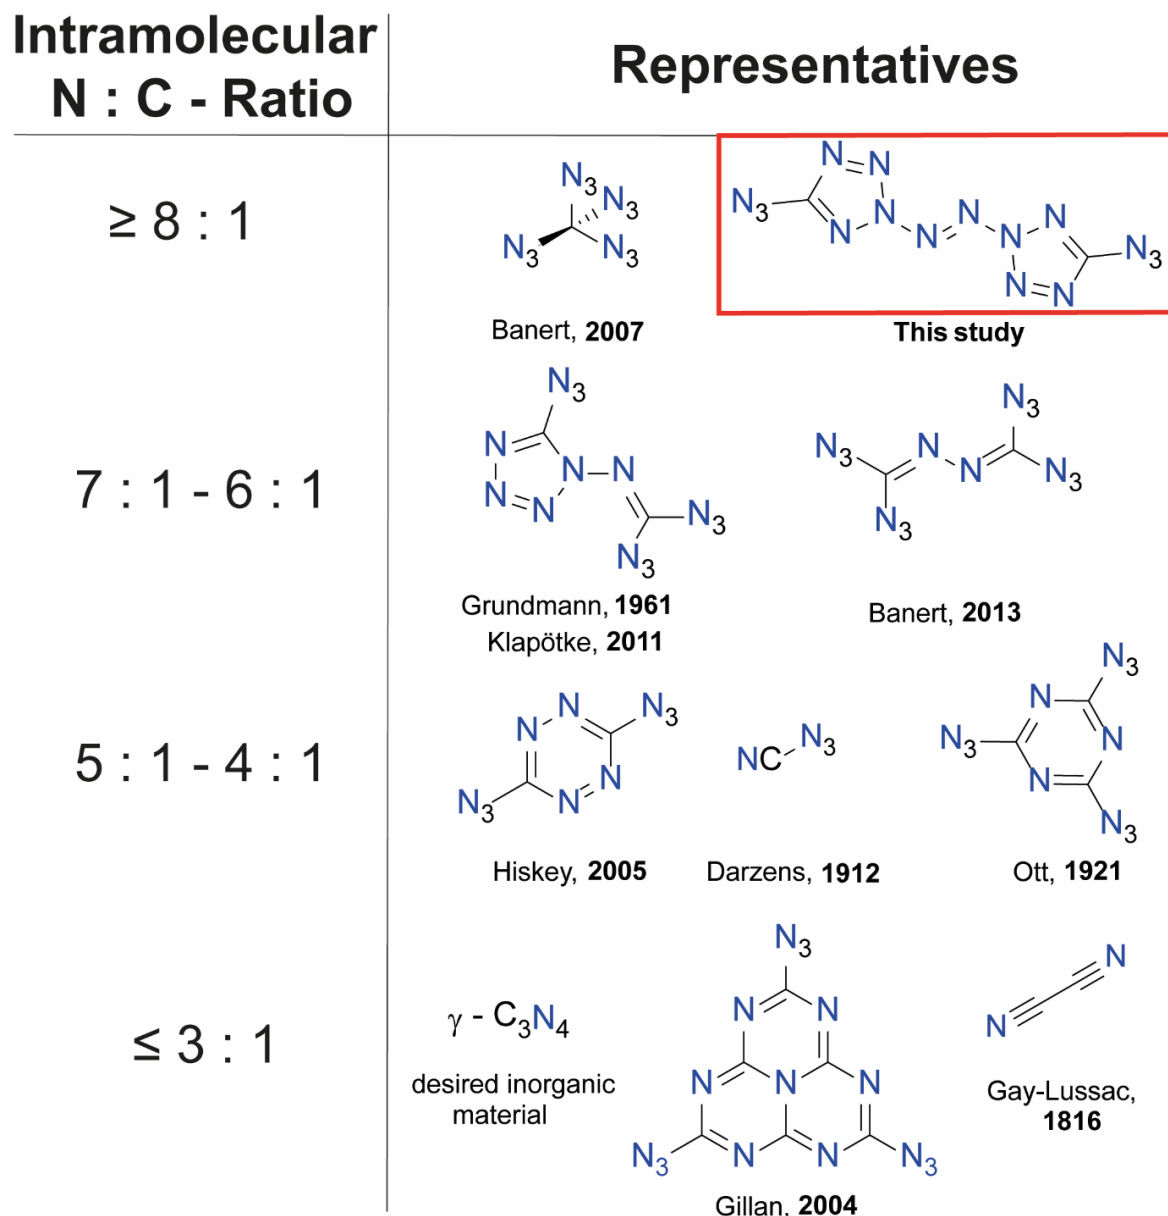 Intramolecular
N : C - Ratio
Representatives
≥ 8 : 1
N3
N3
N3
N3
Banert, 2007
N3
N
N
N
N
N
N
N
N
N
N
N3
This study
7 : 1 - 6 : 1
N3
N
N
N
N
N
N3
N3
Grundmann, 1961
Klapötke, 2011
N3
N3
N
N
N3
N3
Banert, 2013
5 : 1 - 4 : 1
N
N
N3
N
N
N3
Hiskey, 2005
NC
N3
Darzens, 1912
N3
N
N3
N
N
N3
Ott, 1921
≤ 3 : 1
γ - C3N4
desired inorganic
material
N3
N
N
N
N
N
N3
N
N
N3
Gillan, 2004
N
N
Gay-Lussac,
1816